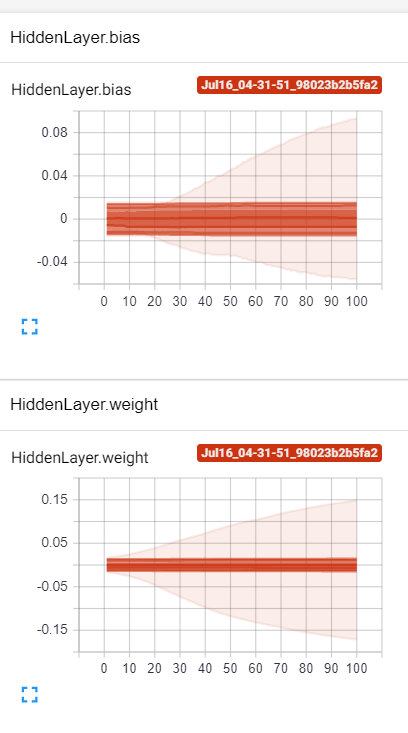 HiddenLayer.bias
HiddenLayer.bias Jul16_04-31-51_98023b2b5fa2
0.08
0.04
0
-0.04
0 10 20 30 40 50 60 70 80 90 100
HiddenLayer.weight
HiddenLayer.weight Jul16_04-31-51_98023b2b5fa2
0.15
0.05
-0.05
-0.15
0 10 20 30 40 50 60 70 80 90 100